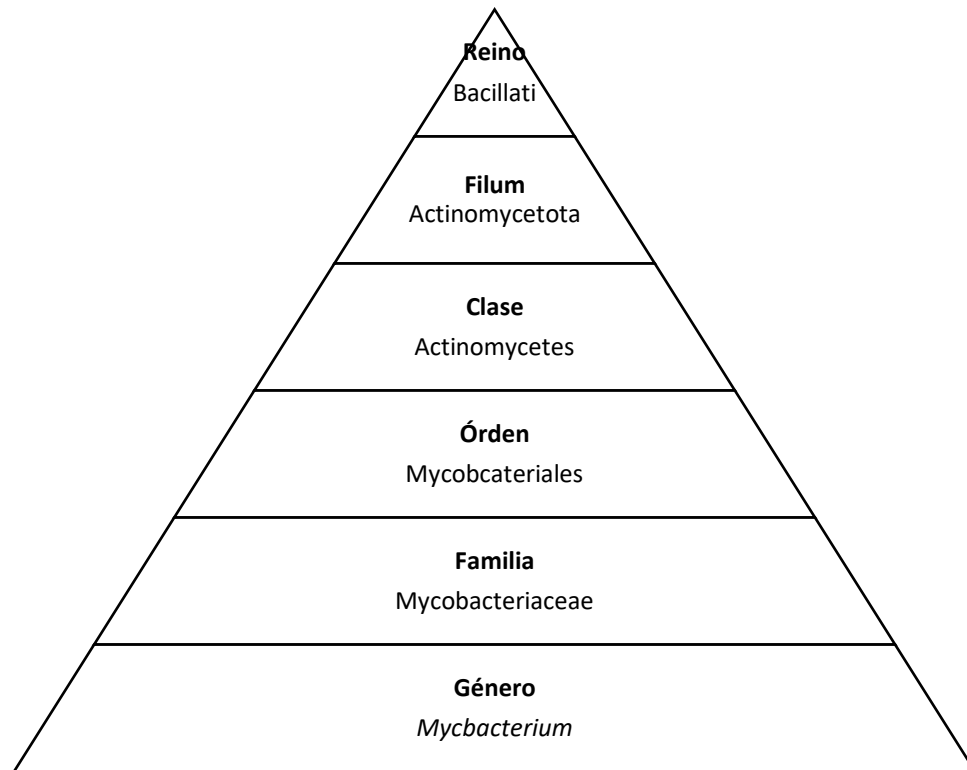 Reino
Bacillati
Filum
Actinomycetota
Clase
Actinomycetes
Órden
Mycobcateriales
Familia
Mycobacteriaceae
Género
Mycbacterium